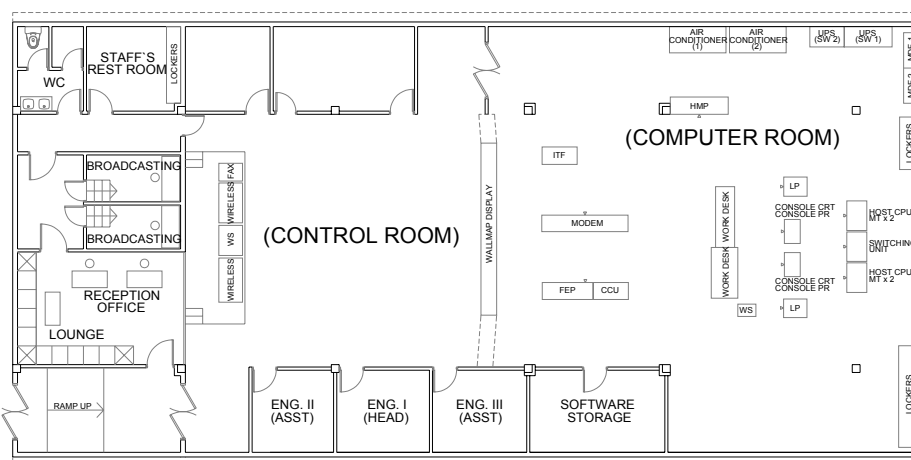 AIR
CONDITIONER
(1)
AIR
CONDITIONER
(2)
UPS
(SW 2)
UPS
(SW 1)
MDF 1
MDF 2
STAFF`S
REST ROOM
LOCKERS
WC
HMP
(COMPUTER ROOM)
LOCKERS
ITF
BROADCASTING
BROADCASTING
WIRELESS
FAX
WS
WIRELESS
(CONTROL ROOM)
WALLMAP DISPLAY
MODEM
FEP
CCU
WORK DESK
WORK DESK
WS
LP
CONSOLE CRT
CONSOLE PR
CONSOLE CRT
CONSOLE PR
LP
HOST CPU
MT x 2
SWITCHING
UNIT
HOST CPU
MT x 2
RECEPTION
OFFICE
LOUNGE
RAMP UP
ENG. II
(ASST)
ENG. I
(HEAD)
ENG. III
(ASST)
SOFTWARE
STORAGE
LOCKERS